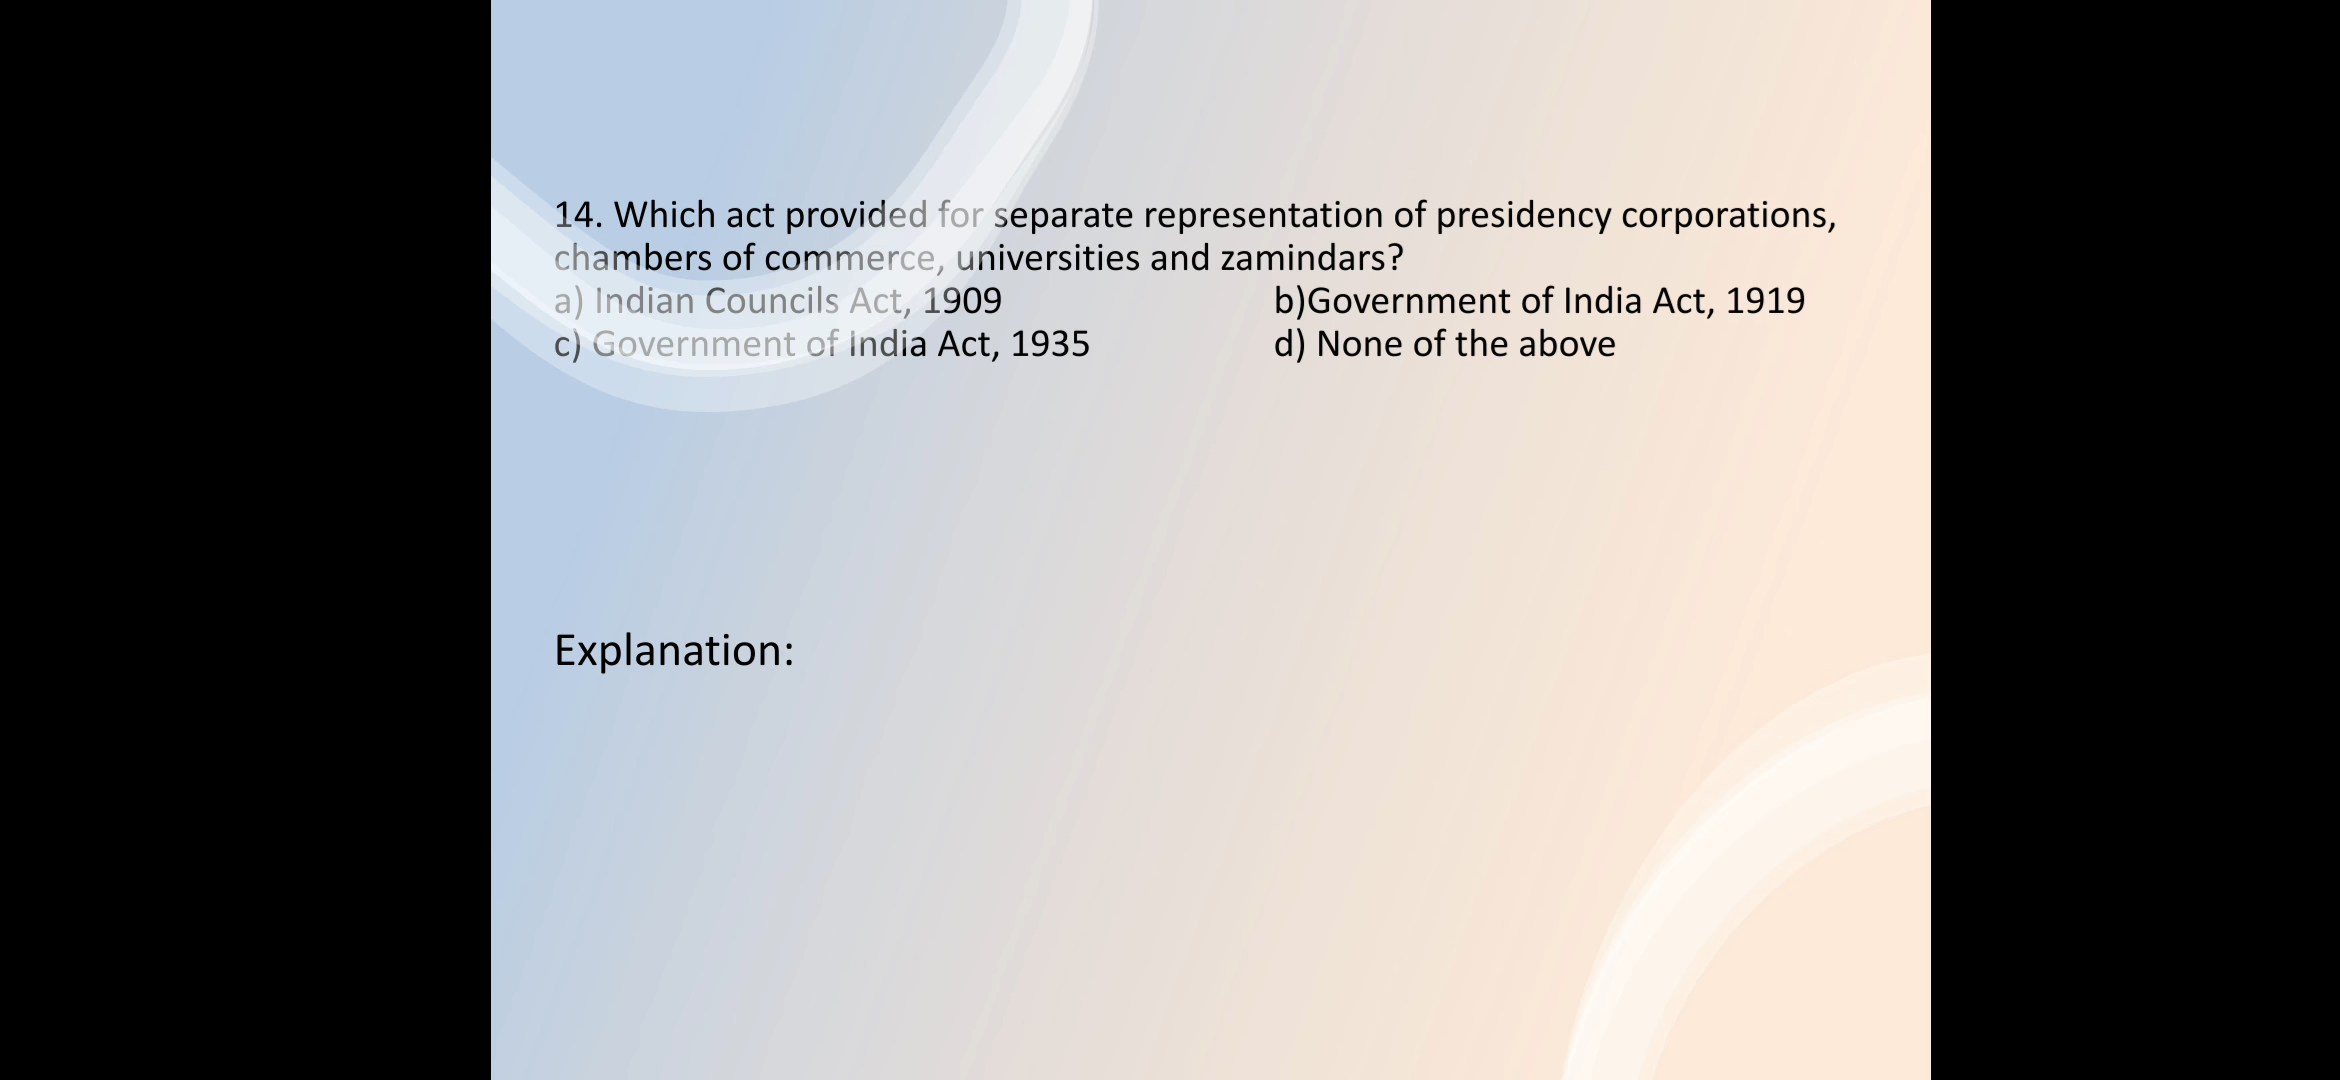 14. Which act provided for separate representation of presidency corporations,
chambers of commerce, universities and zamindars?
a) Indian Councils Act, 1909 b)Government of India Act, 1919
c) Government of India Act, 1935 d) None of the above
Explanation: